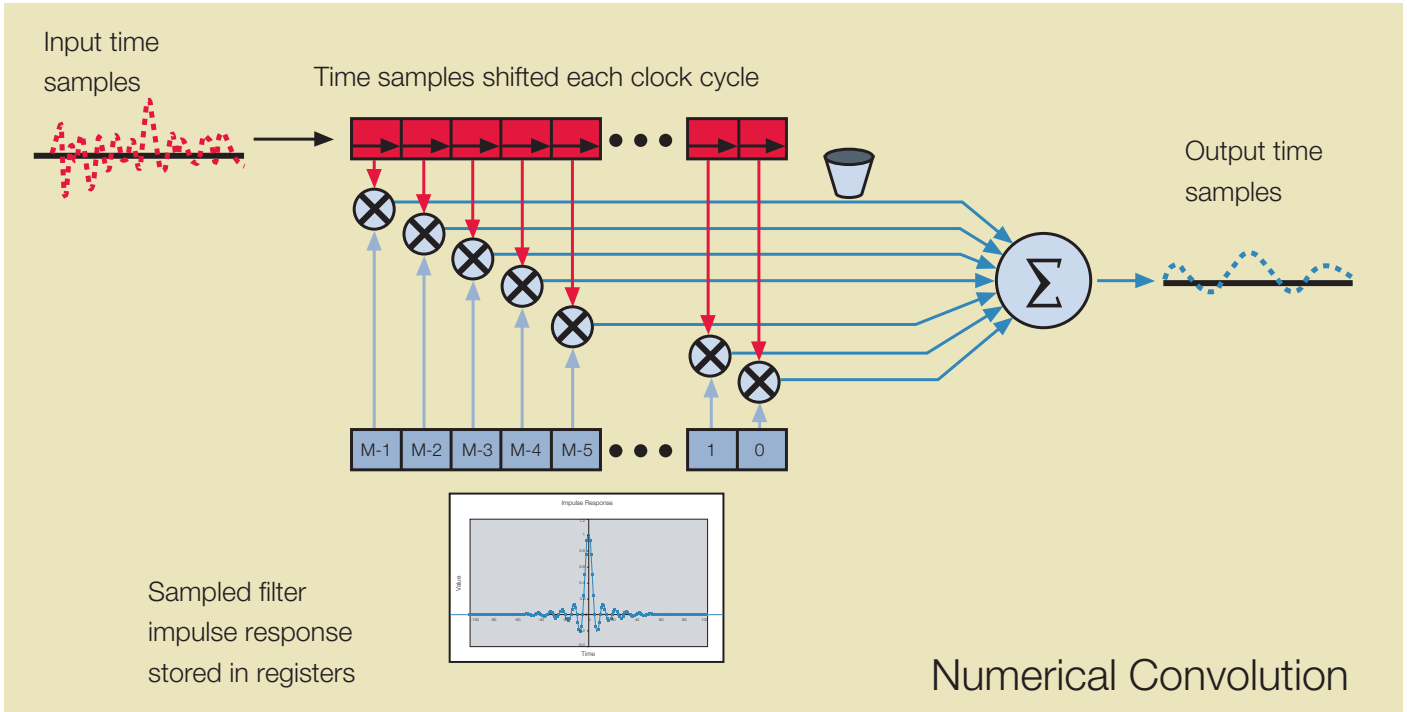 Input time
samples
Time samples shifted each clock cycle
Output time
samples
Σ
M-1 M-2 M-3 M-4 M-5 1 0
Impulse Response
Value
Time
Sampled filter
impulse response
stored in registers
Numerical Convolution